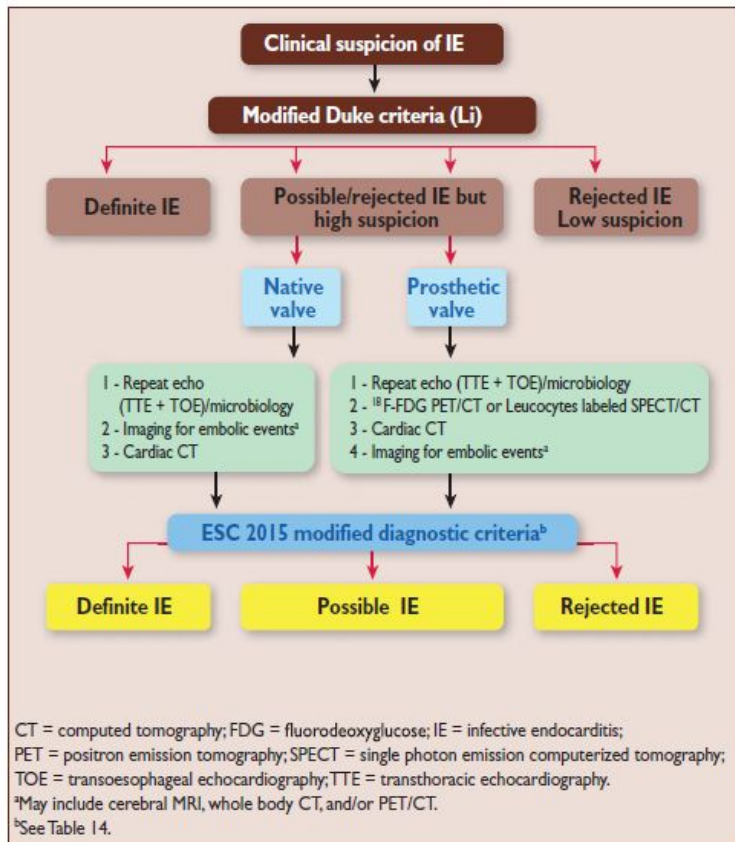 Clinical suspicion of IE
Modified Duke criteria (Li)
Definite IE
Possible/rejected IE but
high suspicion
Rejected IE
Low suspicion
Native
valve
Prosthetic
valve
1 - Repeat echo
(TTE + TOE)/microbiology
2 - Imaging for embolic eventsᵃ
3 - Cardiac CT
1 - Repeat echo (TTE + TOE)/microbiology
2 - ¹⁸F-FDG PET/CT or Leucocytes labeled SPECT/CT
3 - Cardiac CT
4 - Imaging for embolic eventsᵃ
ESC 2015 modified diagnostic criteriaᵇ
Definite IE
Possible IE
Rejected IE
CT = computed tomography; FDG = fluorodeoxyglucose; IE = infective endocarditis;
PET = positron emission tomography; SPECT = single photon emission computerized tomography;
TOE = transoesophageal echocardiography; TTE = transthoracic echocardiography.
ᵃMay include cerebral MRI, whole body CT, and/or PET/CT.
ᵇSee Table 14.